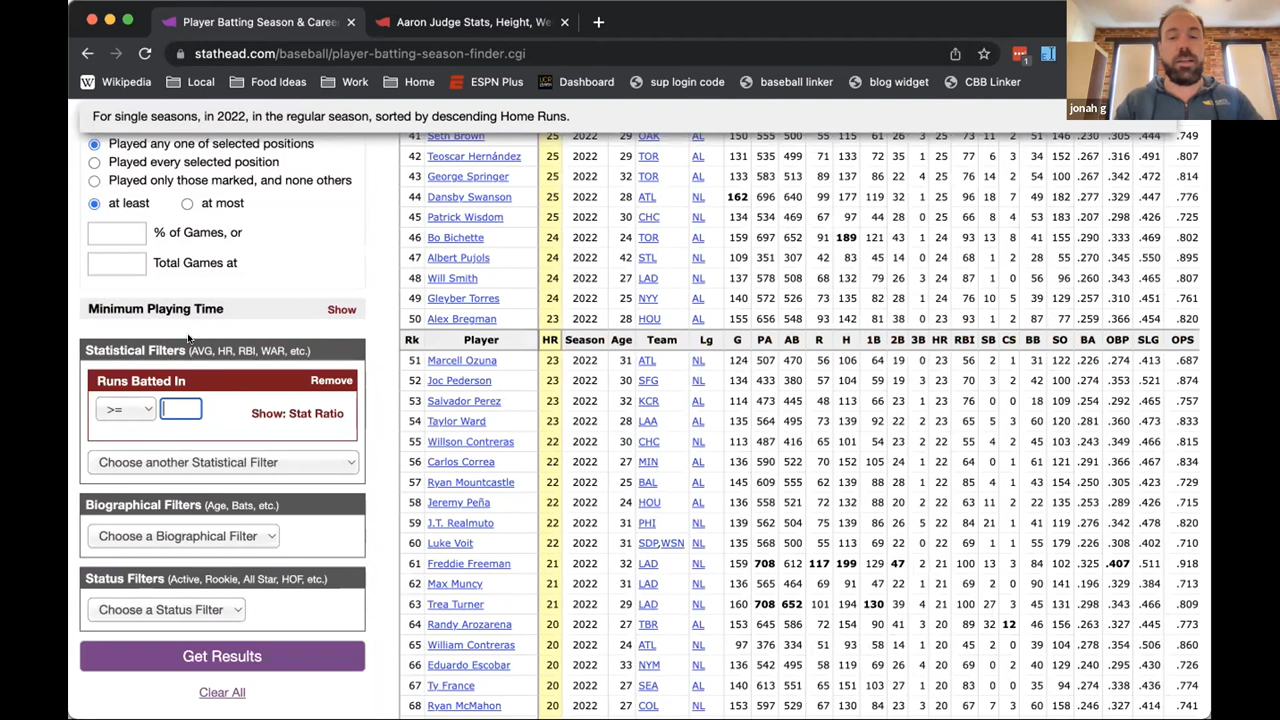 Player Batting Season & Caree
Aaron Judge Stats, Height, We
stathead.com/baseball/player-batting-season-finder.cgi
Wikipedia Local Food Ideas Work Home ESPN Plus Dashboard sup login code baseball linker blog widget CBB Linker
jonah g
For single seasons, in 2022, in the regular season, sorted by descending Home Runs.
Played any one of selected positions
Played every selected position
Played only those marked, and none others
at least at most
% of Games, or
Total Games at
Minimum Playing Time Show
Statistical Filters (AVG, HR, RBI, WAR, etc.)
Runs Batted In Remove
>= Show: Stat Ratio
Choose another Statistical Filter
Biographical Filters (Age, Bats, etc.)
Choose a Biographical Filter
Status Filters (Active, Rookie, All Star, HOF, etc.)
Choose a Status Filter
Get Results
Clear All
41 Seth Brown 25 2022 29 OAK AL 150 555 500 55 115 61 26 3 25 73 11 2 51 146 .230 .305 .444 .749
42 Teoscar Hernández 25 2022 29 TOR AL 131 535 499 71 133 72 35 1 25 77 6 3 34 152 .267 .316 .491 .807
43 George Springer 25 2022 32 TOR AL 133 583 513 89 137 86 22 4 25 76 14 2 54 100 .267 .342 .472 .814
44 Dansby Swanson 25 2022 28 ATL NL 162 696 640 99 177 119 32 1 25 96 18 7 49 182 .277 .329 .447 .776
45 Patrick Wisdom 25 2022 30 CHC NL 134 534 469 67 97 44 28 0 25 66 8 4 53 183 .207 .298 .426 .725
46 Bo Bichette 24 2022 24 TOR AL 159 697 652 91 189 121 43 1 24 93 13 8 41 155 .290 .333 .469 .802
47 Albert Pujols 24 2022 42 STL NL 109 351 307 42 83 45 14 0 24 68 1 2 28 55 .270 .345 .550 .895
48 Will Smith 24 2022 27 LAD NL 137 578 508 68 132 79 26 3 24 87 1 0 56 96 .260 .343 .465 .807
49 Gleyber Torres 24 2022 25 NYY AL 140 572 526 73 135 82 28 1 24 76 10 5 39 129 .257 .310 .451 .761
50 Alex Bregman 23 2022 28 HOU AL 155 656 548 93 142 80 38 0 23 93 1 2 87 77 .259 .366 .454 .820
Rk Player HR Season Age Team Lg G PA AB R H 1B 2B 3B HR RBI SB CS BB SO BA OBP SLG OPS
51 Marcell Ozuna 23 2022 31 ATL NL 124 507 470 56 106 64 19 0 23 56 2 1 31 122 .226 .274 .413 .687
52 Joc Pederson 23 2022 30 SFG NL 134 433 380 57 104 59 19 3 23 70 3 2 42 100 .274 .353 .521 .874
53 Salvador Perez 23 2022 32 KCR AL 114 473 445 48 113 66 23 1 23 76 0 0 18 109 .254 .292 .465 .757
54 Taylor Ward 23 2022 28 LAA AL 135 564 495 73 139 92 22 2 23 65 5 3 60 120 .281 .360 .473 .833
55 Willson Contreras 22 2022 30 CHC NL 113 487 416 65 101 54 23 2 22 55 4 2 45 103 .243 .349 .466 .815
56 Carlos Correa 22 2022 27 MIN AL 136 590 522 70 152 105 24 1 22 64 0 1 61 121 .291 .366 .467 .834
57 Ryan Mountcastle 22 2022 25 BAL AL 145 609 555 62 139 88 28 1 22 85 4 1 43 154 .250 .305 .423 .729
58 Jeremy Peña 22 2022 24 HOU AL 136 558 521 72 132 88 20 2 22 63 11 2 22 135 .253 .289 .426 .715
59 J.T. Realmuto 22 2022 31 PHI NL 139 562 504 75 139 86 26 5 22 84 21 1 41 119 .276 .342 .478 .820
60 Luke Voit 22 2022 31 SDP,WSN NL 135 568 500 55 113 69 22 0 22 69 1 1 55 179 .226 .308 .402 .710
61 Freddie Freeman 21 2022 32 LAD NL 159 708 612 117 199 129 47 2 21 100 13 3 84 102 .325 .407 .511 .918
62 Max Muncy 21 2022 31 LAD NL 136 565 464 69 91 47 22 1 21 69 2 0 90 141 .196 .329 .384 .713
63 Trea Turner 21 2022 29 LAD NL 160 708 652 101 194 130 39 4 21 100 27 3 45 131 .298 .343 .466 .809
64 Randy Arozarena 20 2022 27 TBR AL 153 645 586 72 154 90 41 3 20 89 32 12 46 156 .263 .327 .445 .773
65 William Contreras 20 2022 24 ATL NL 97 376 334 51 93 58 14 1 20 45 2 0 39 104 .278 .354 .506 .860
66 Eduardo Escobar 20 2022 33 NYM NL 136 542 495 58 119 69 26 4 20 69 0 2 40 129 .240 .295 .430 .726
67 Ty France 20 2022 27 SEA AL 140 613 551 65 151 103 27 1 20 83 0 0 35 94 .274 .338 .436 .774
68 Ryan McMahon 20 2022 27 COL NL 153 597 529 67 130 84 23 3 20 67 7 3 60 158 .246 .327 .414 .741